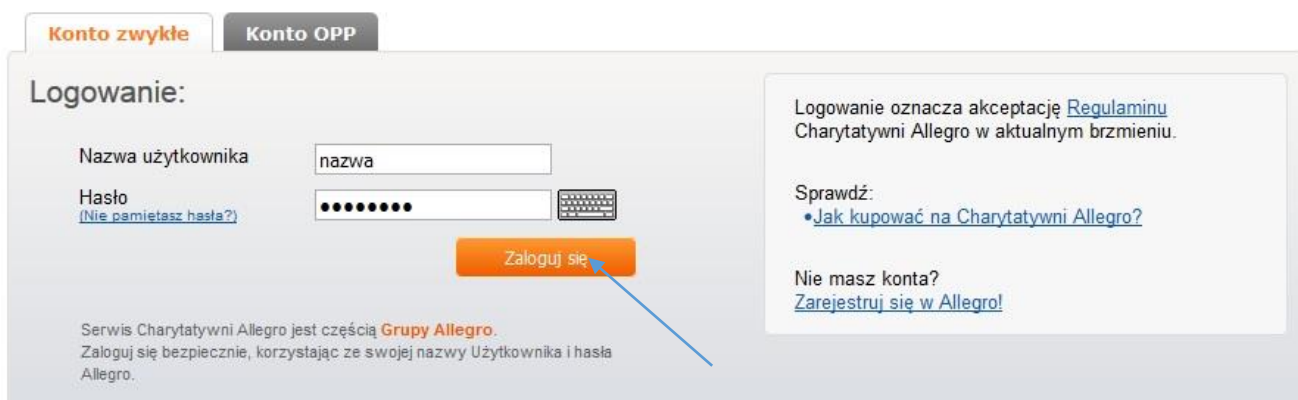 Konto zwykłe
Konto OPP
Logowanie:
Nazwa użytkownika
nazwa
Hasło
(Nie pamiętasz hasła?)
••••••••
Zaloguj się
Serwis Charytatywni Allegro jest częścią Grupy Allegro.
Zaloguj się bezpiecznie, korzystając ze swojej nazwy Użytkownika i hasła
Allegro.
Logowanie oznacza akceptację Regulaminu
Charytatywni Allegro w aktualnym brzmieniu.
Sprawdź:
•Jak kupować na Charytatywni Allegro?
Nie masz konta?
Zarejestruj się w Allegro!